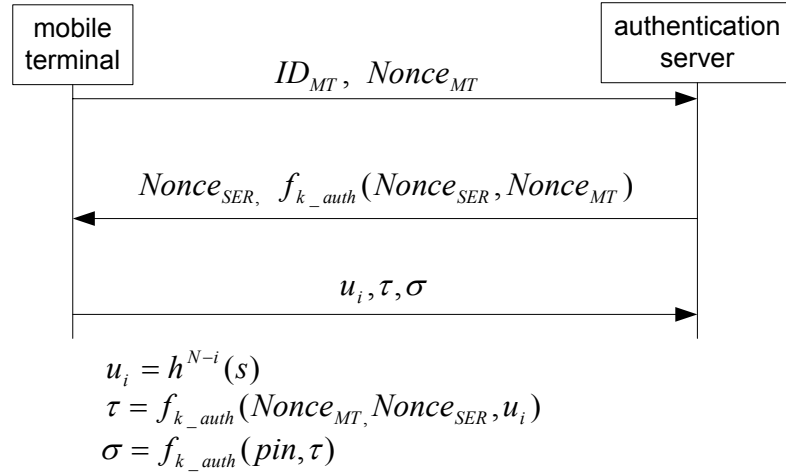 mobile
terminal
authentication
server
ID_MT, Nonce_MT
Nonce_SER, f_k_auth(Nonce_SER, Nonce_MT)
u_i, τ, σ
u_i = h^{N-i}(s)
τ = f_k_auth(Nonce_MT, Nonce_SER, u_i)
σ = f_k_auth(pin, τ)